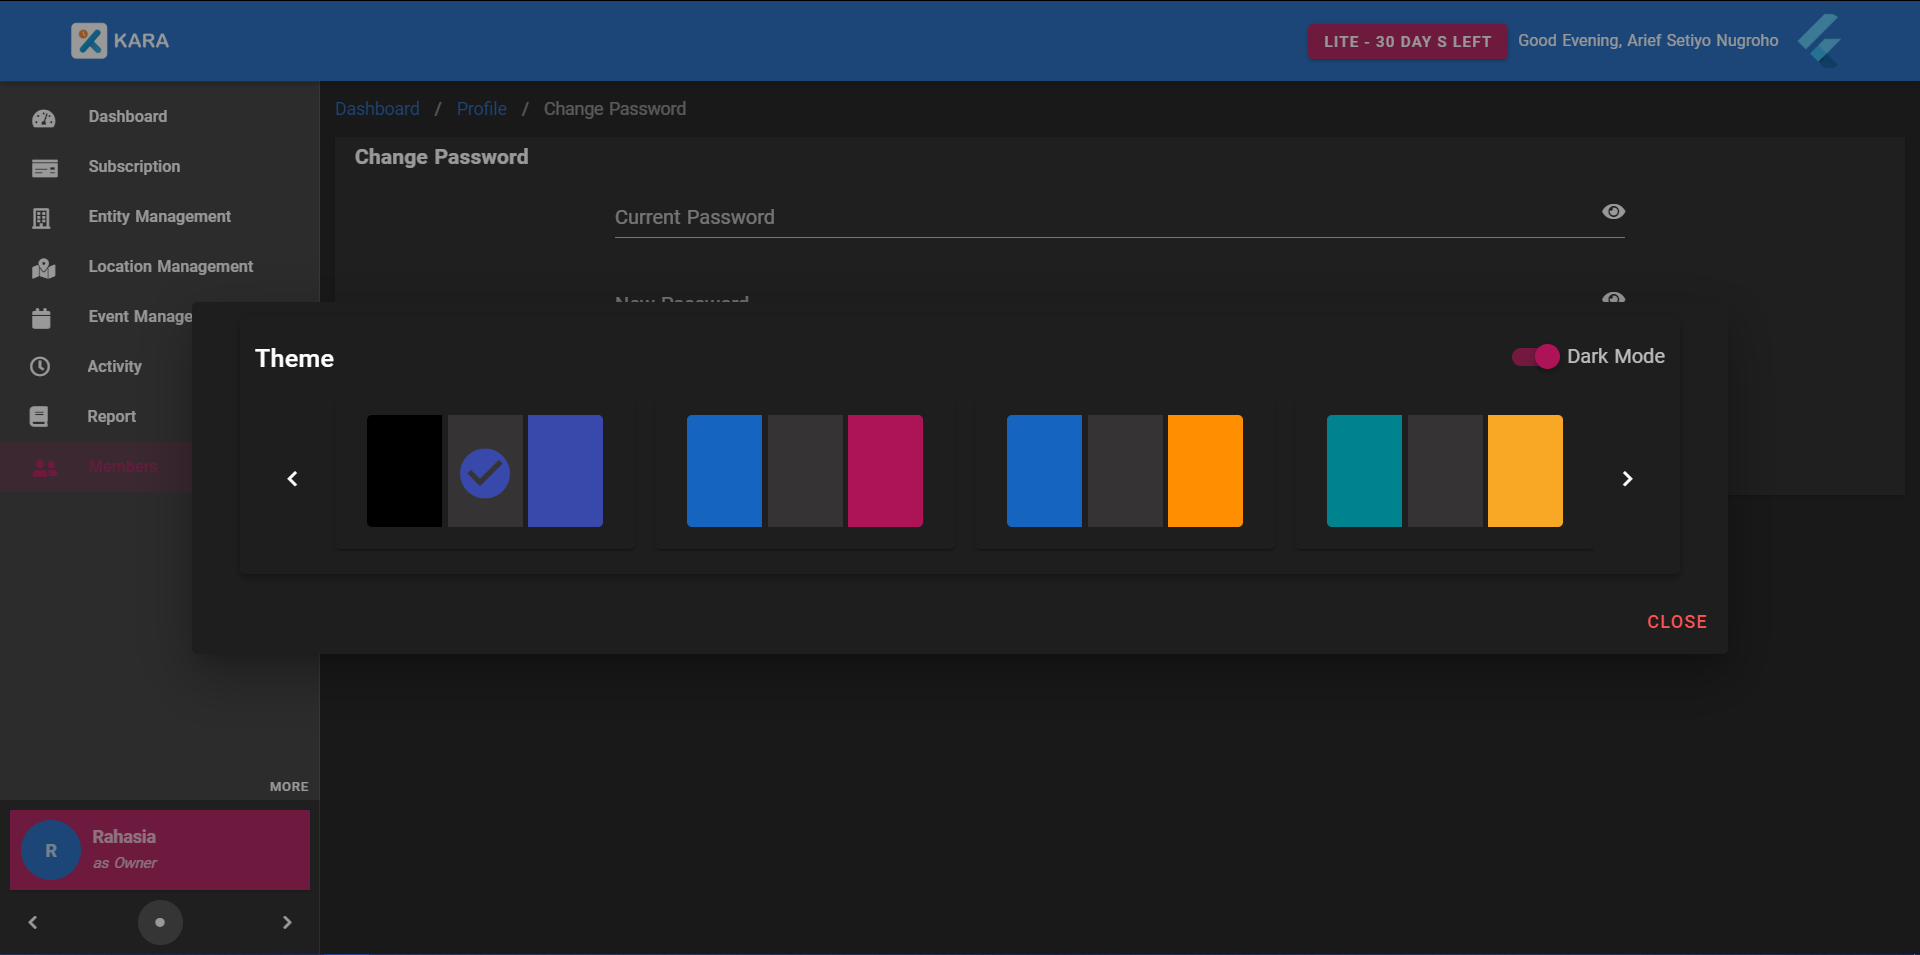 KARA
LITE - 30 DAY S LEFT
Good Evening, Arief Setiyo Nugroho
Dashboard
Subscription
Entity Management
Location Management
Event Manage
Activity
Report
Members
Dashboard / Profile / Change Password
Change Password
Current Password
New Password
Theme
Dark Mode
CLOSE
MORE
R
Rahasia
as Owner